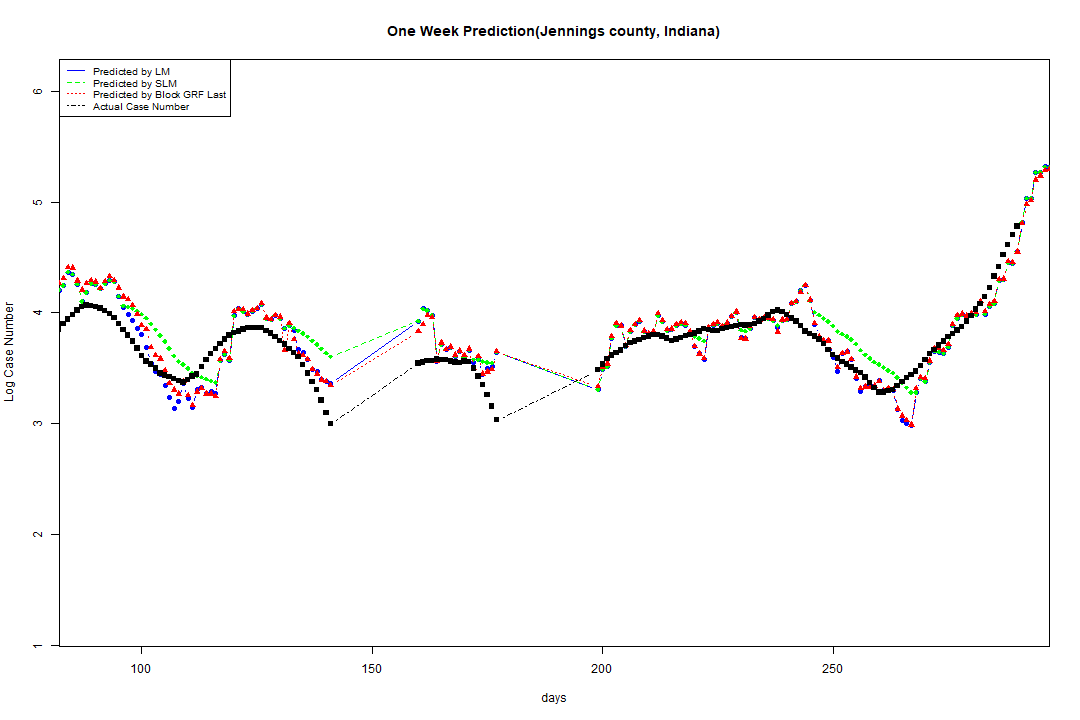 One Week Prediction(Jennings county, Indiana)
Predicted by LM
Predicted by SLM
Predicted by Block GRF Last
Actual Case Number
6
5
4
3
2
1
Log Case Number
100 150 200 250
days